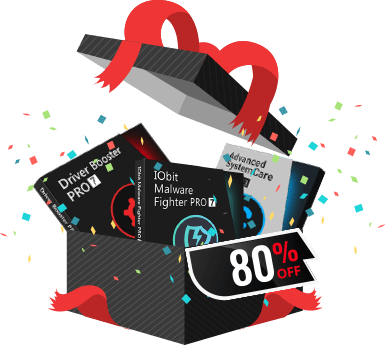 Driver Booster
PRO 7
IObit
Malware
Fighter PRO 7
Advanced
SystemCare
80%
OFF